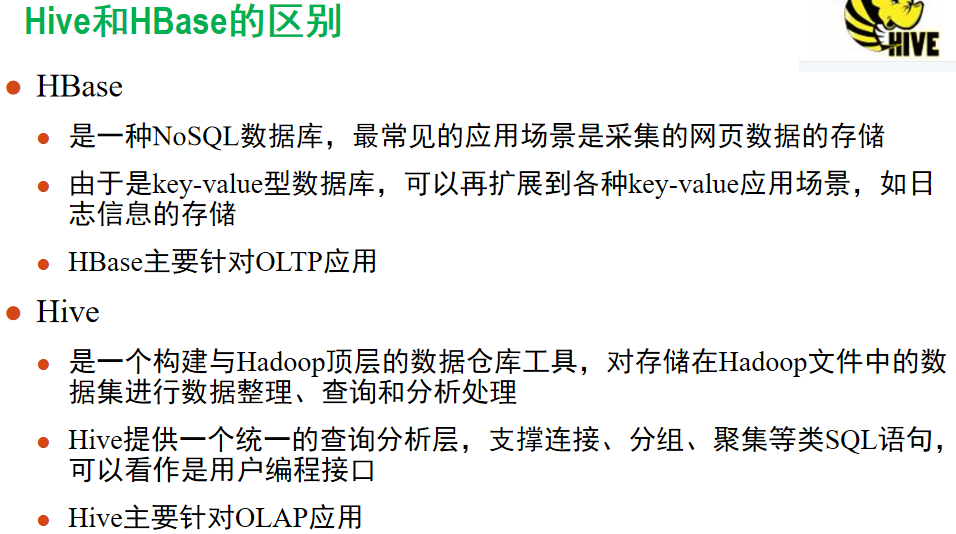 Hive和HBase的区别
HIVE
HBase
是一种NoSQL数据库，最常见的应用场景是采集的网页数据的存储
由于是key-value型数据库，可以再扩展到各种key-value应用场景，如日
志信息的存储
HBase主要针对OLTP应用
Hive
是一个构建与Hadoop顶层的数据仓库工具，对存储在Hadoop文件中的数
据集进行数据整理、查询和分析处理
Hive提供一个统一的查询分析层，支撑连接、分组、聚集等类SQL语句，
可以看作是用户编程接口
Hive主要针对OLAP应用